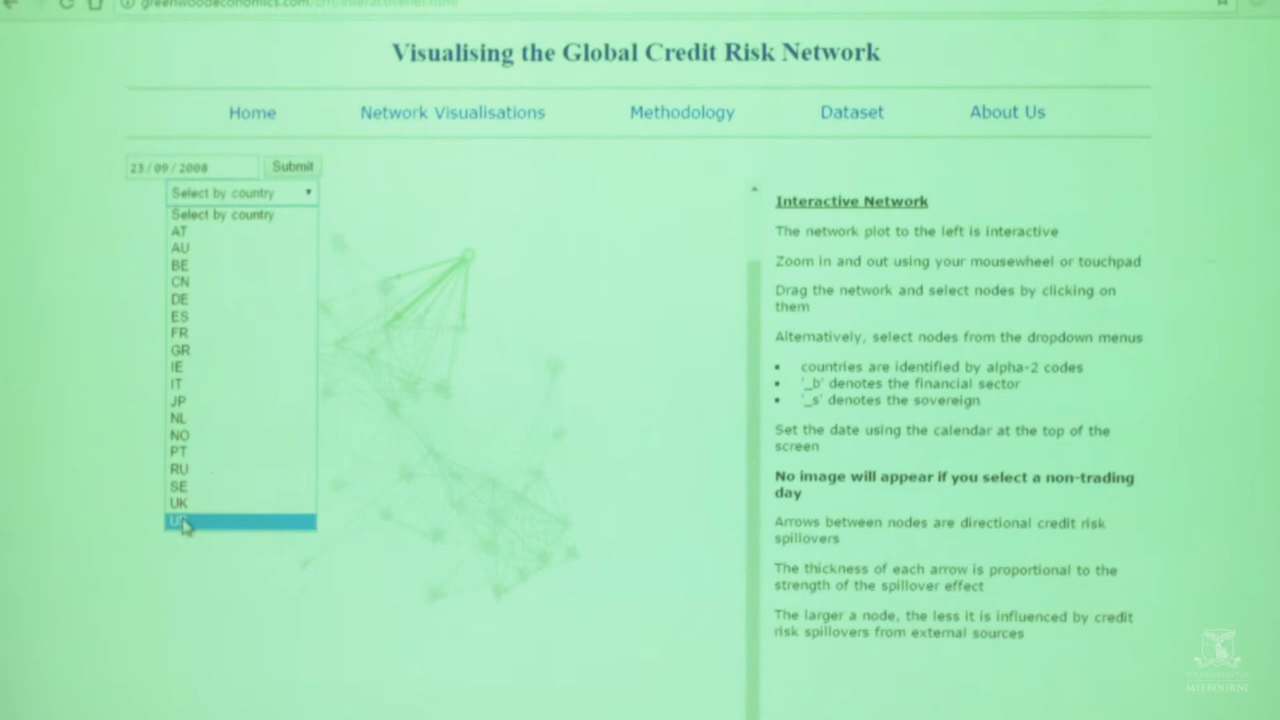 Visualising the Global Credit Risk Network
Home Network Visualisations Methodology Dataset About Us
23/09/2008 Submit
Select by country
Select by country
AT
AU
BE
CN
DE
ES
FR
GR
IE
IT
JP
NL
NO
PT
RU
SE
UK
Interactive Network
The network plot to the left is interactive
Zoom in and out using your mousewheel or touchpad
Drag the network and select nodes by clicking on
them
Alternatively, select nodes from the dropdown menus
countries are identified by alpha-2 codes
'_b' denotes the financial sector
'_s' denotes the sovereign
Set the date using the calendar at the top of the
screen
No image will appear if you select a non-trading
day
Arrows between nodes are directional credit risk
spillovers
The thickness of each arrow is proportional to the
strength of the spillover effect
The larger a node, the less it is influenced by credit
risk spillovers from external sources
MELBOURNE